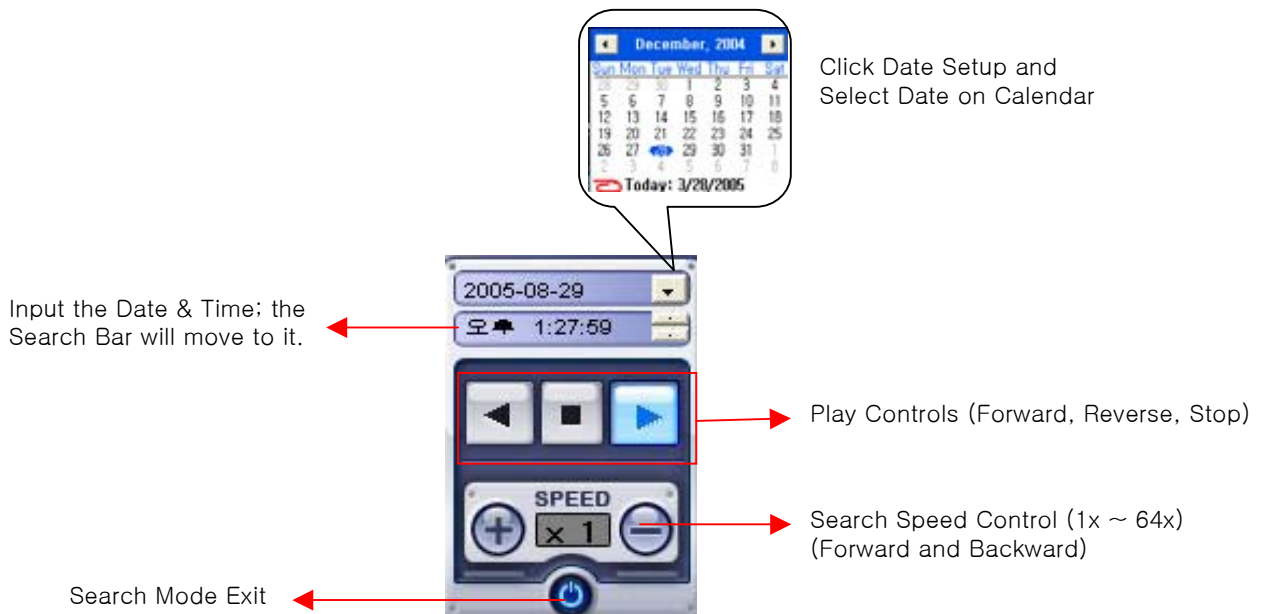 December, 2004
Sun Mon Tue Wed Thu Fri Sat
28 29 30 1 2 3 4
5 6 7 8 9 10 11
12 13 14 15 16 17 18
19 20 21 22 23 24 25
26 27 29 30 31 1
2 3 4 5 6 7 8
Today: 3/28/2005
Click Date Setup and
Select Date on Calendar
2005-08-29
오후 1:27:59
Input the Date & Time; the
Search Bar will move to it.
Play Controls (Forward, Reverse, Stop)
SPEED
x 1
Search Speed Control (1x ~ 64x)
(Forward and Backward)
Search Mode Exit